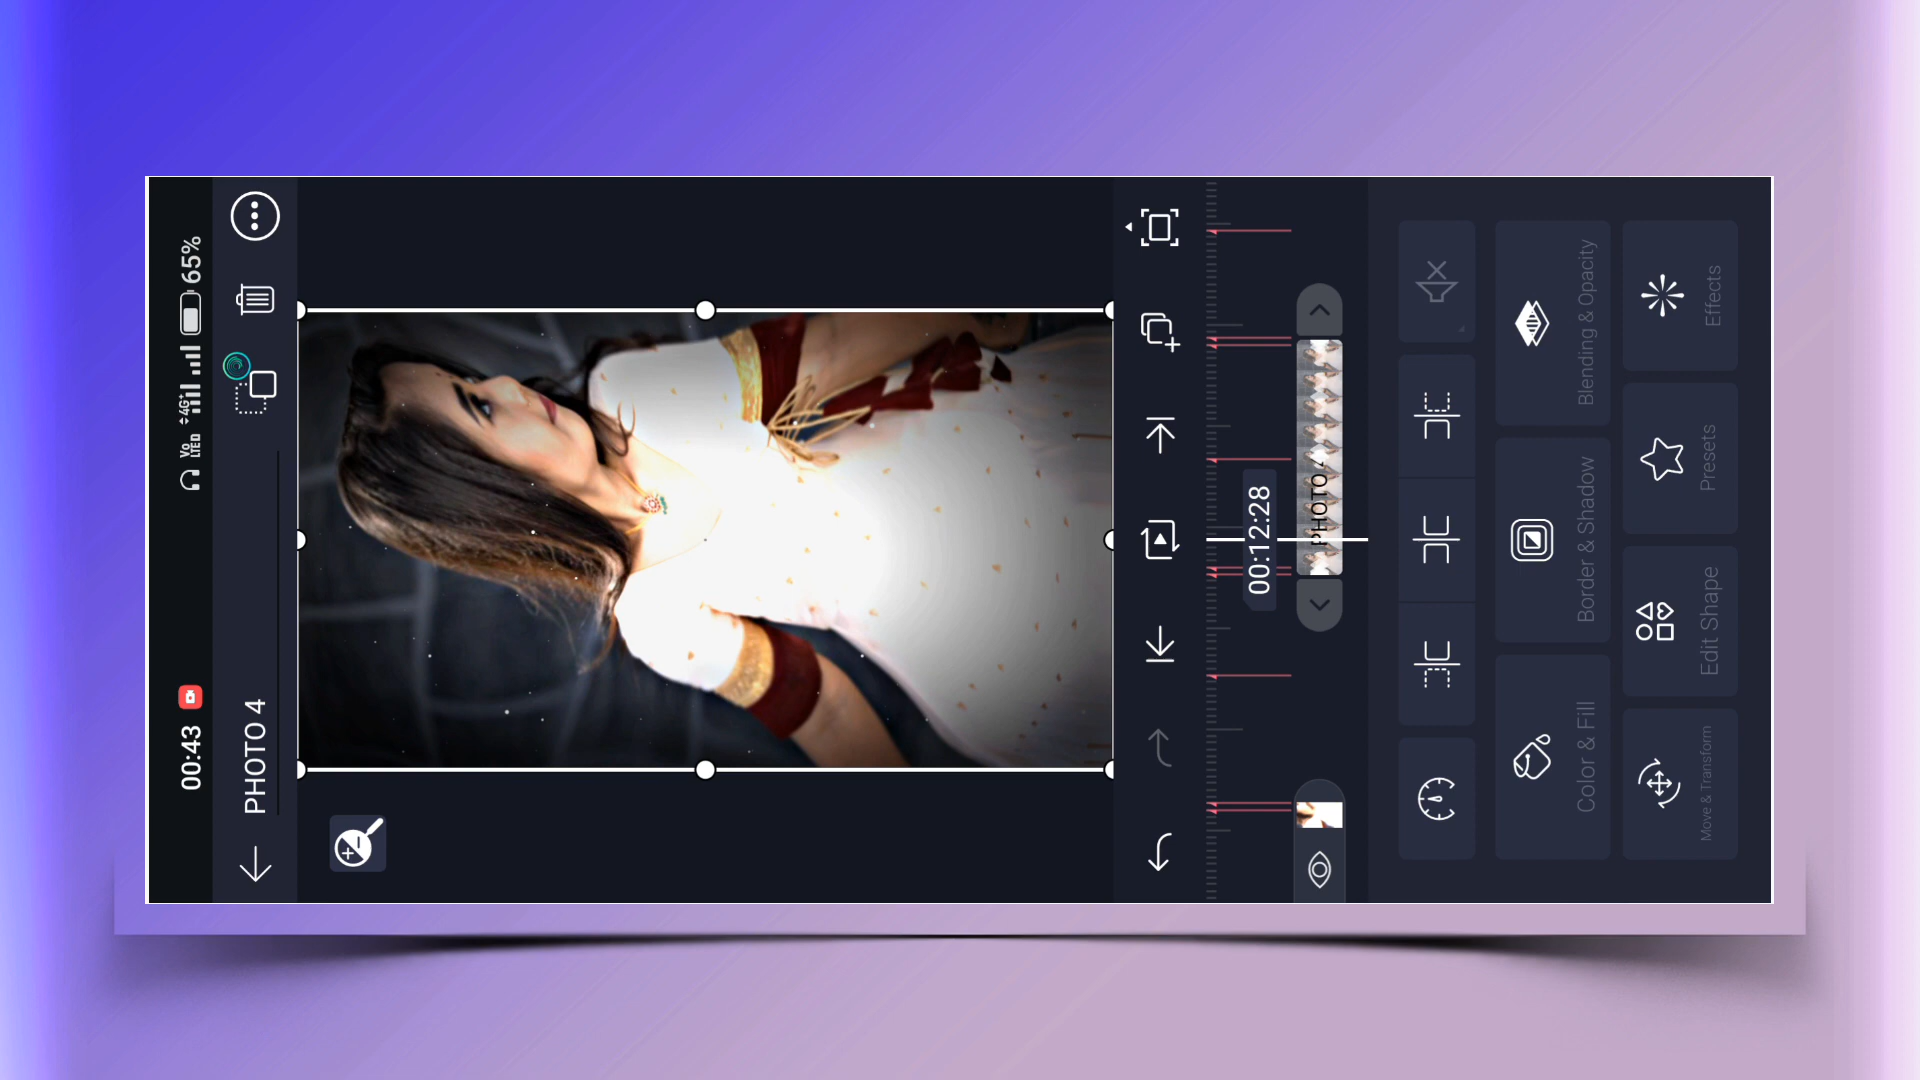 00:43
Vo
LTED
4G+
65%
PHOTO 4
00:12:28
PHOTO 4
Color & Fill
Border & Shadow
Blending & Opacity
Move & Transform
Edit Shape
Presets
Effects